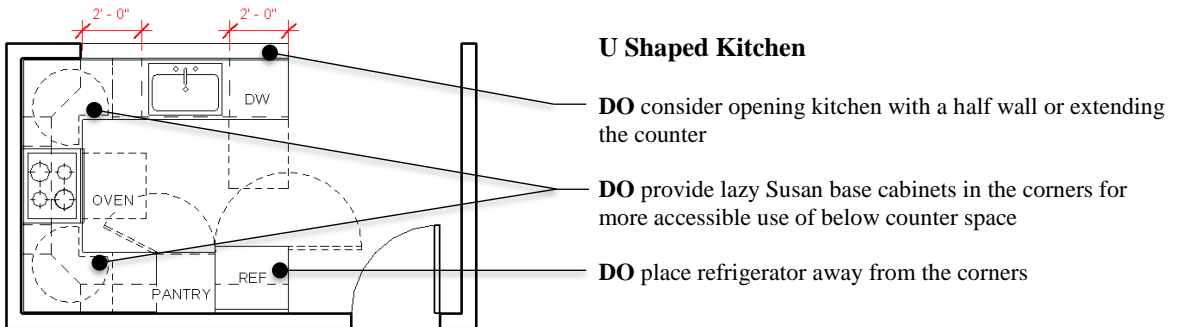 2' - 0" 2' - 0"
U Shaped Kitchen
DO consider opening kitchen with a half wall or extending
the counter
DW
DO provide lazy Susan base cabinets in the corners for
more accessible use of below counter space
OVEN
DO place refrigerator away from the corners
REF
PANTRY